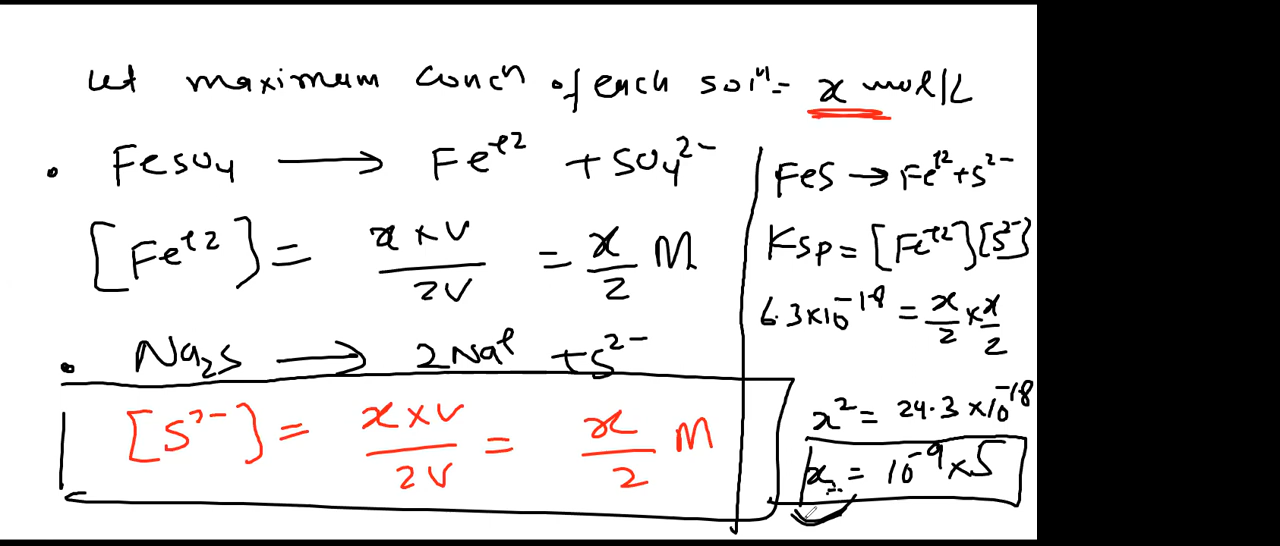 Let maximum concn of each soln = x mol/L
• FeSO4 ⟶ Fe+2 + SO4 2-
[Fe+2] = x×V/2V = x/2 M
• Na2S ⟶ 2Na+ + S2-
[S2-] = x×V/2V = x/2 M
FeS → Fe+2 + S2-
Ksp = [Fe+2][S2-]
6.3×10-18 = x/2 × x/2
x2 = 24.3×10-18
x = 10-9×5